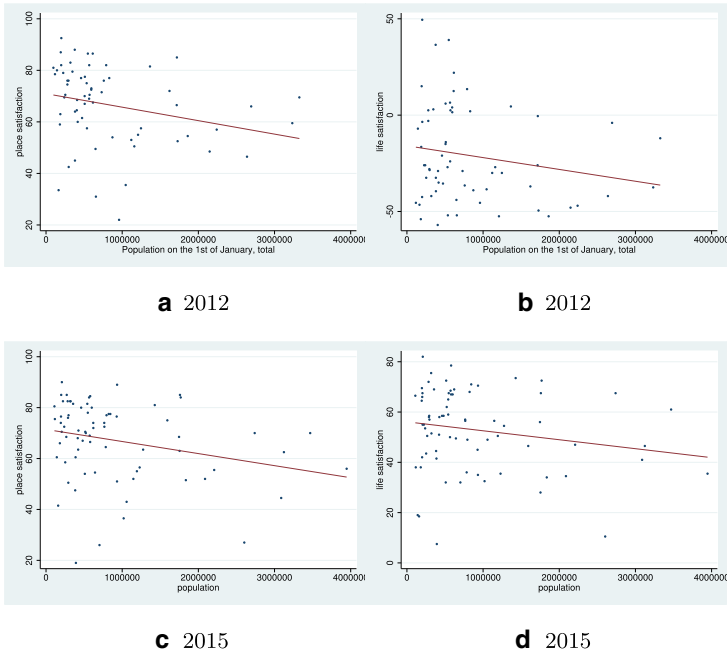 100
80
60
40
20
place satisfaction
0 1000000 2000000 3000000 4000000
Population on the 1st of January, total
50
0
-50
life satisfaction
0 1000000 2000000 3000000 4000000
Population on the 1st of January, total
a 2012
b 2012
100
80
60
40
20
place satisfaction
0 1000000 2000000 3000000 4000000
population
80
60
40
20
0
life satisfaction
0 1000000 2000000 3000000 4000000
population
c 2015
d 2015